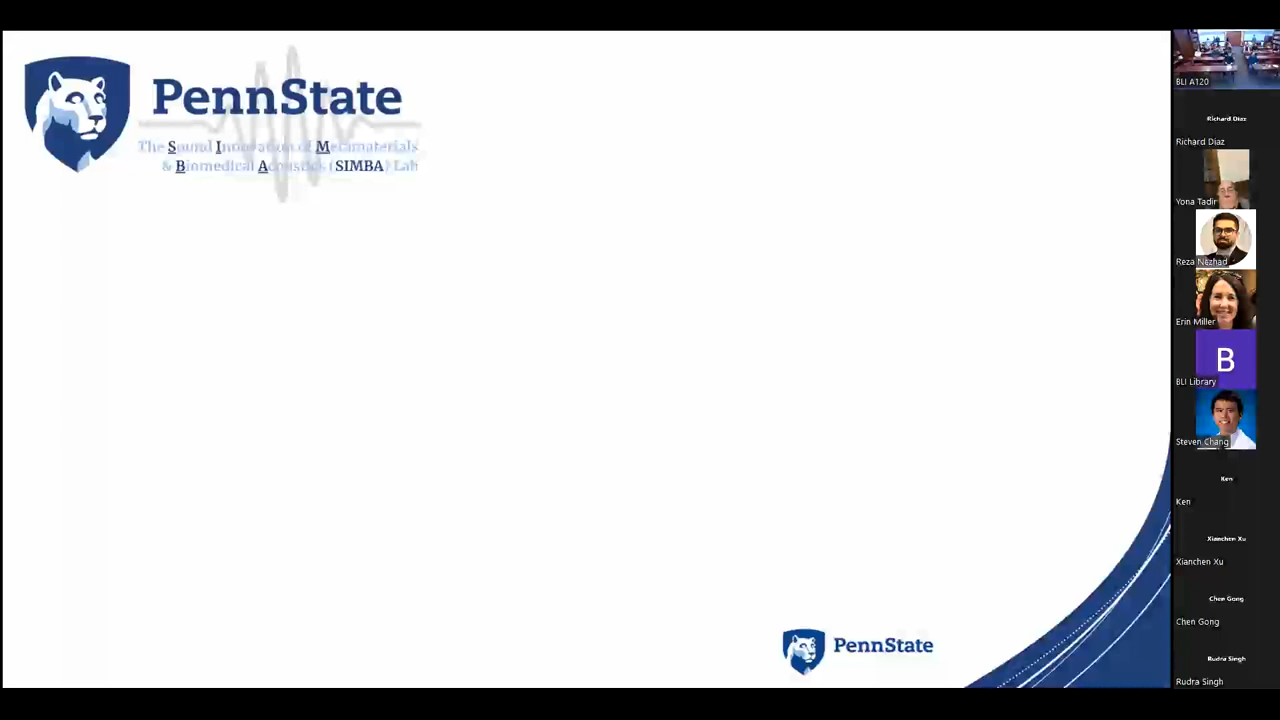 PennState
The Sound Innovation of Metamaterials
& Biomedical Acoustics (SIMBA) Lab
PennState
BLI A120
Richard Diaz
Richard Diaz
Yona Tadir
Reza Nezhad
Erin Miller
B
BLI Library
Steven Chang
Ken
Ken
Xianchen Xu
Xianchen Xu
Chen Gong
Chen Gong
Rudra Singh
Rudra Singh